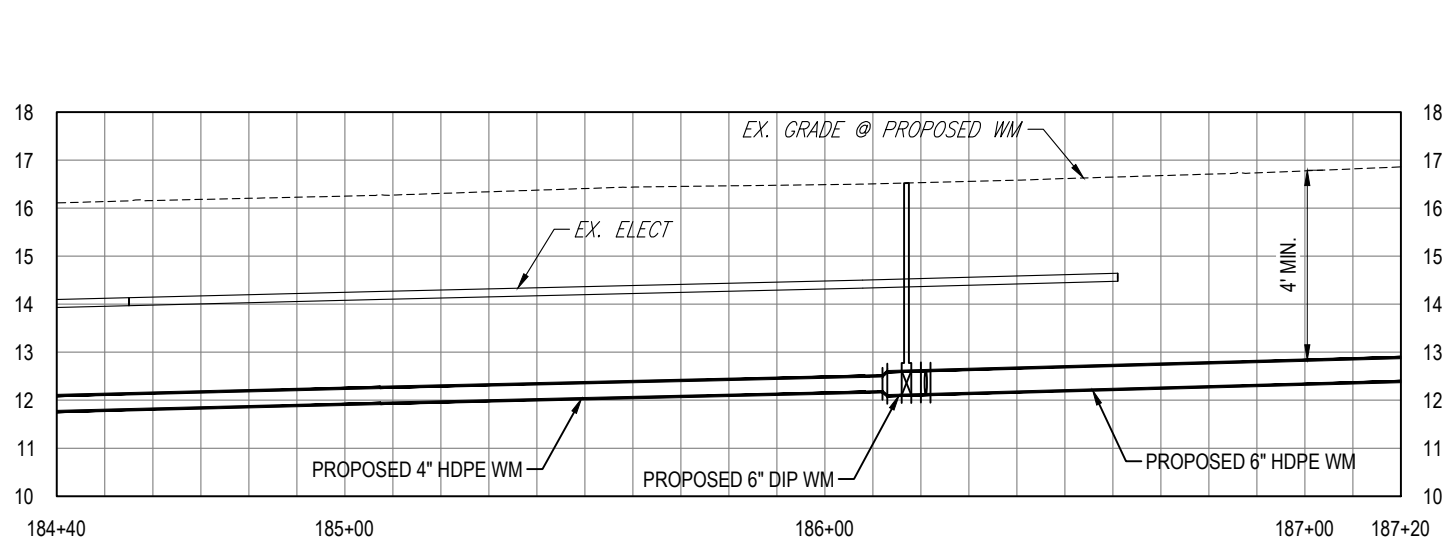 18 18
EX. GRADE @ PROPOSED WM
17 17
16 16
EX. ELECT
15 15
4' MIN.
14 14
13 13
12 12
11 11
PROPOSED 4" HDPE WM
PROPOSED 6" DIP WM
PROPOSED 6" HDPE WM
10 10
184+40 185+00 186+00 187+00 187+20